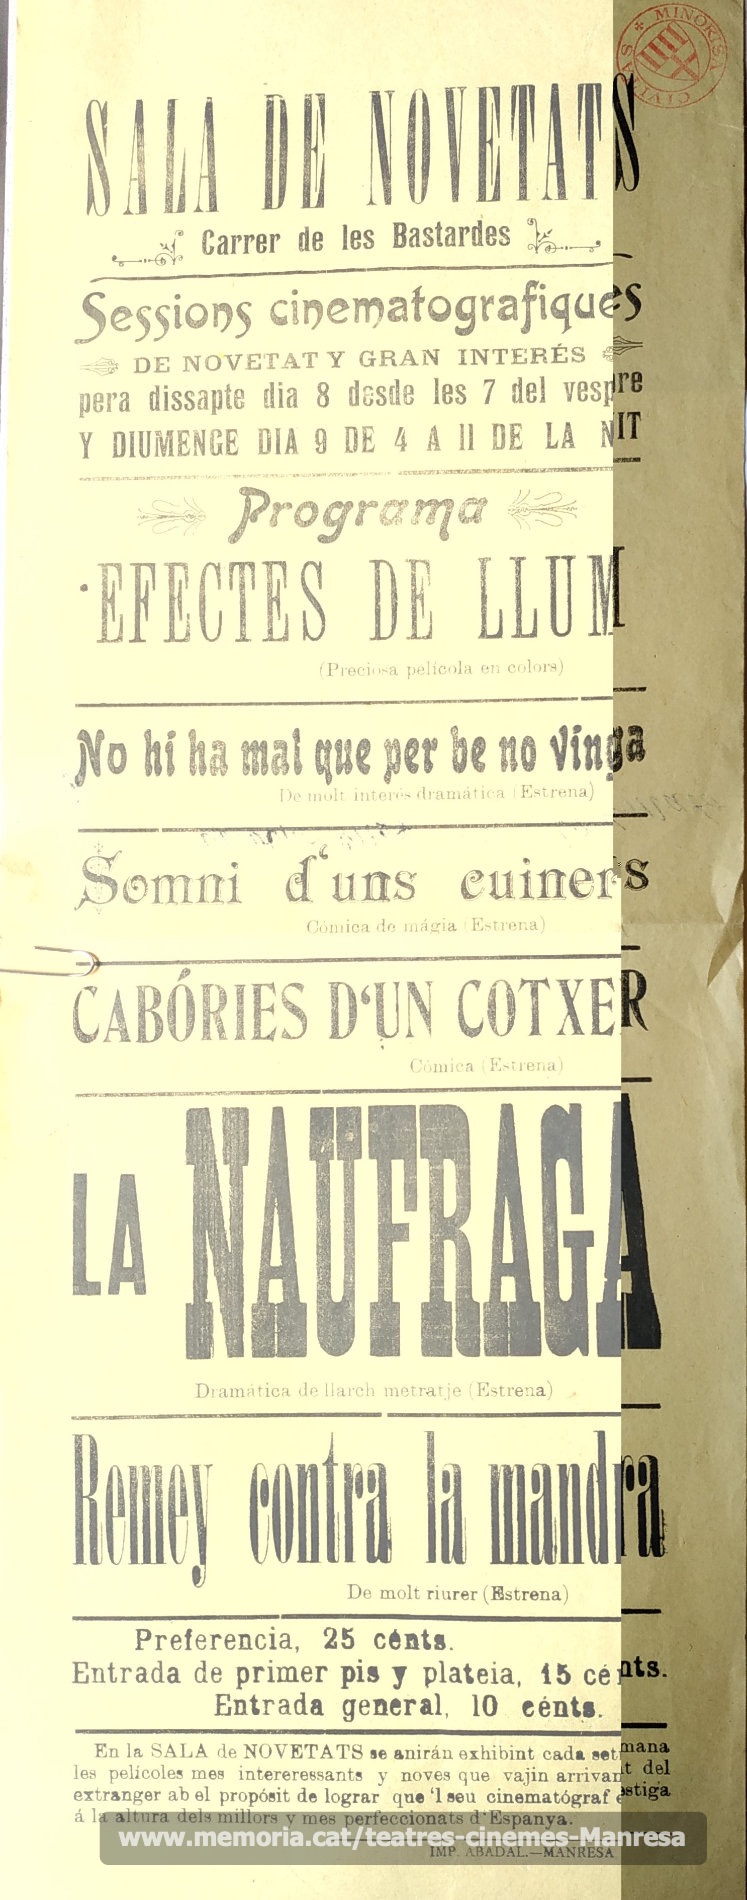 MINORISA CIVITAS
SALA DE NOVETATS
Carrer de les Bastardes
Sessions cinematografiques
DE NOVETAT Y GRAN INTERÉS
pera dissapte dia 8 desde les 7 del vespre
Y DIUMENGE DIA 9 DE 4 A 11 DE LA NIT
Programa
EFECTES DE LLUM
(Preciosa pelícola en colors)
No hi ha mal que per be no vinga
De molt interés dramática (Estrena)
Somni d'uns cuiners
Cómica de mágia (Estrena)
CABÓRIES D'UN COTXER
Cómica (Estrena)
LA NAUFRAGA
Dramática de llarch metratje (Estrena)
Remey contra la mandra
De molt riurer (Estrena)
Preferencia, 25 cénts.
Entrada de primer pis y plateia, 15 cénts.
Entrada general, 10 cénts.
En la SALA de NOVETATS se anirán exhibint cada setmana
les pelicoles mes intereressants y noves que vajin arrivant del
extranger ab el propósit de lograr que 'l seu cinematógraf estiga
á la altura dels millors y mes perfeccionats d'Espanya.
www.memoria.cat/teatres-cinemes-Manresa
IMP. ABADAL.—MANRESA